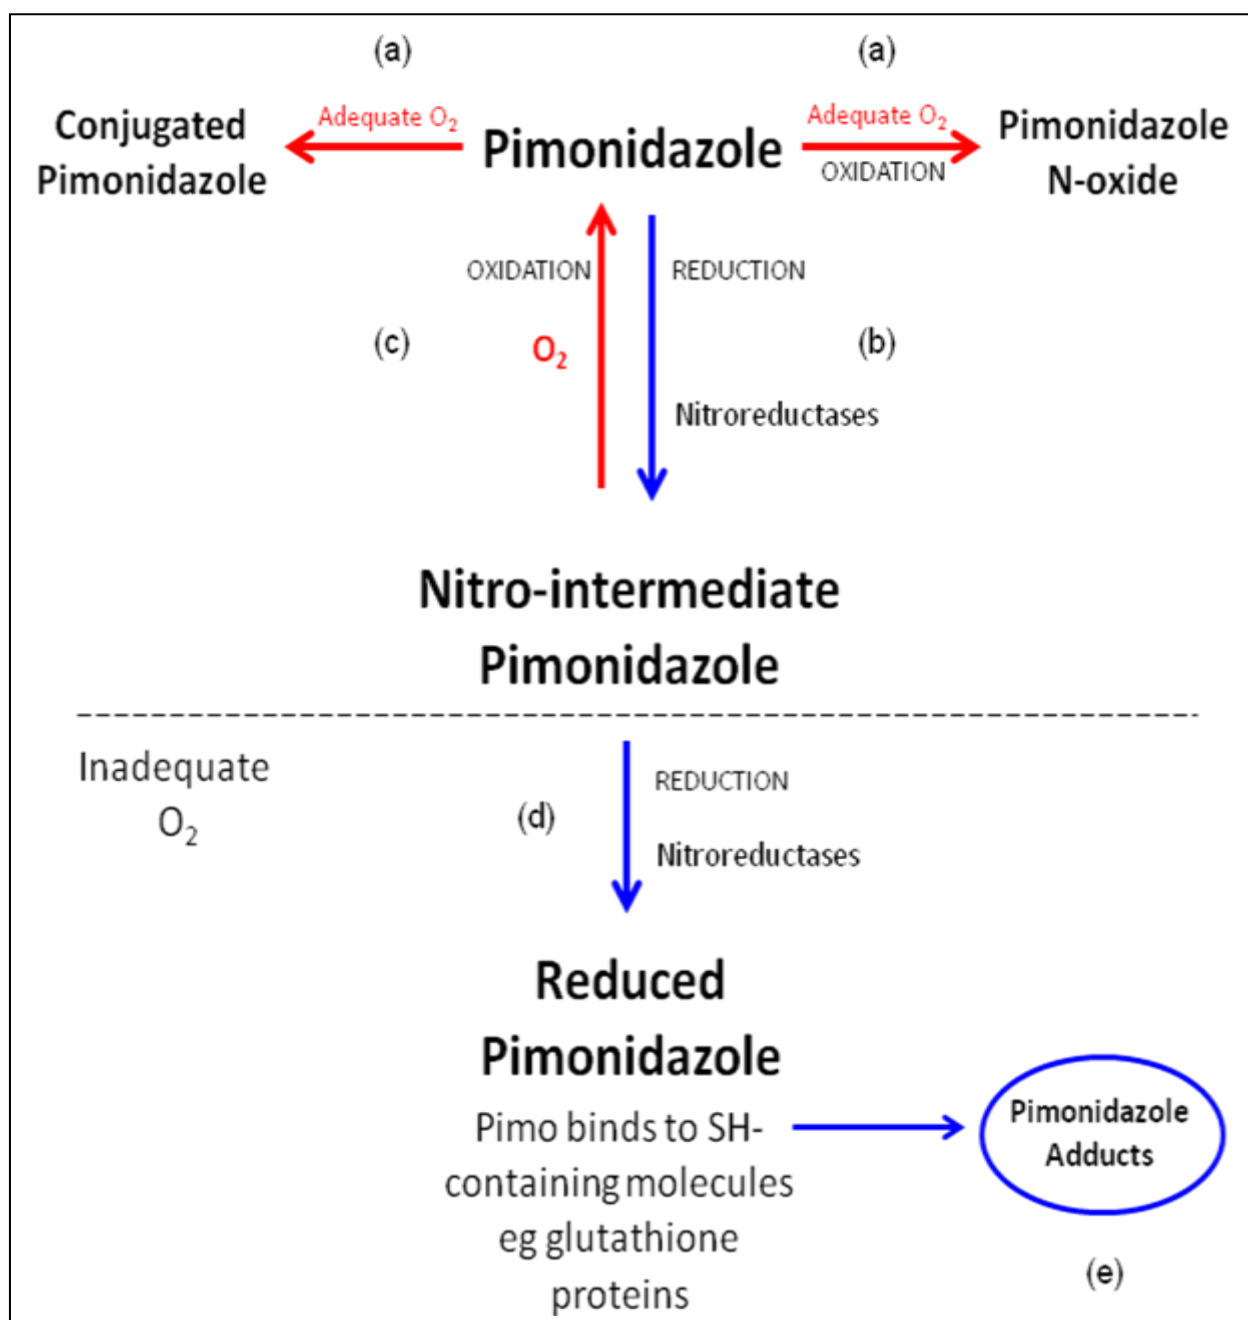 (a)
(a)
Conjugated
Pimonidazole
Adequate O₂
Pimonidazole
Adequate O₂
OXIDATION
Pimonidazole
N-oxide
OXIDATION
REDUCTION
(c)
O₂
(b)
Nitroreductases
Nitro-intermediate
Pimonidazole
Inadequate
O₂
REDUCTION
(d)
Nitroreductases
Reduced
Pimonidazole
Pimo binds to SH-
containing molecules
eg glutathione
proteins
Pimonidazole
Adducts
(e)